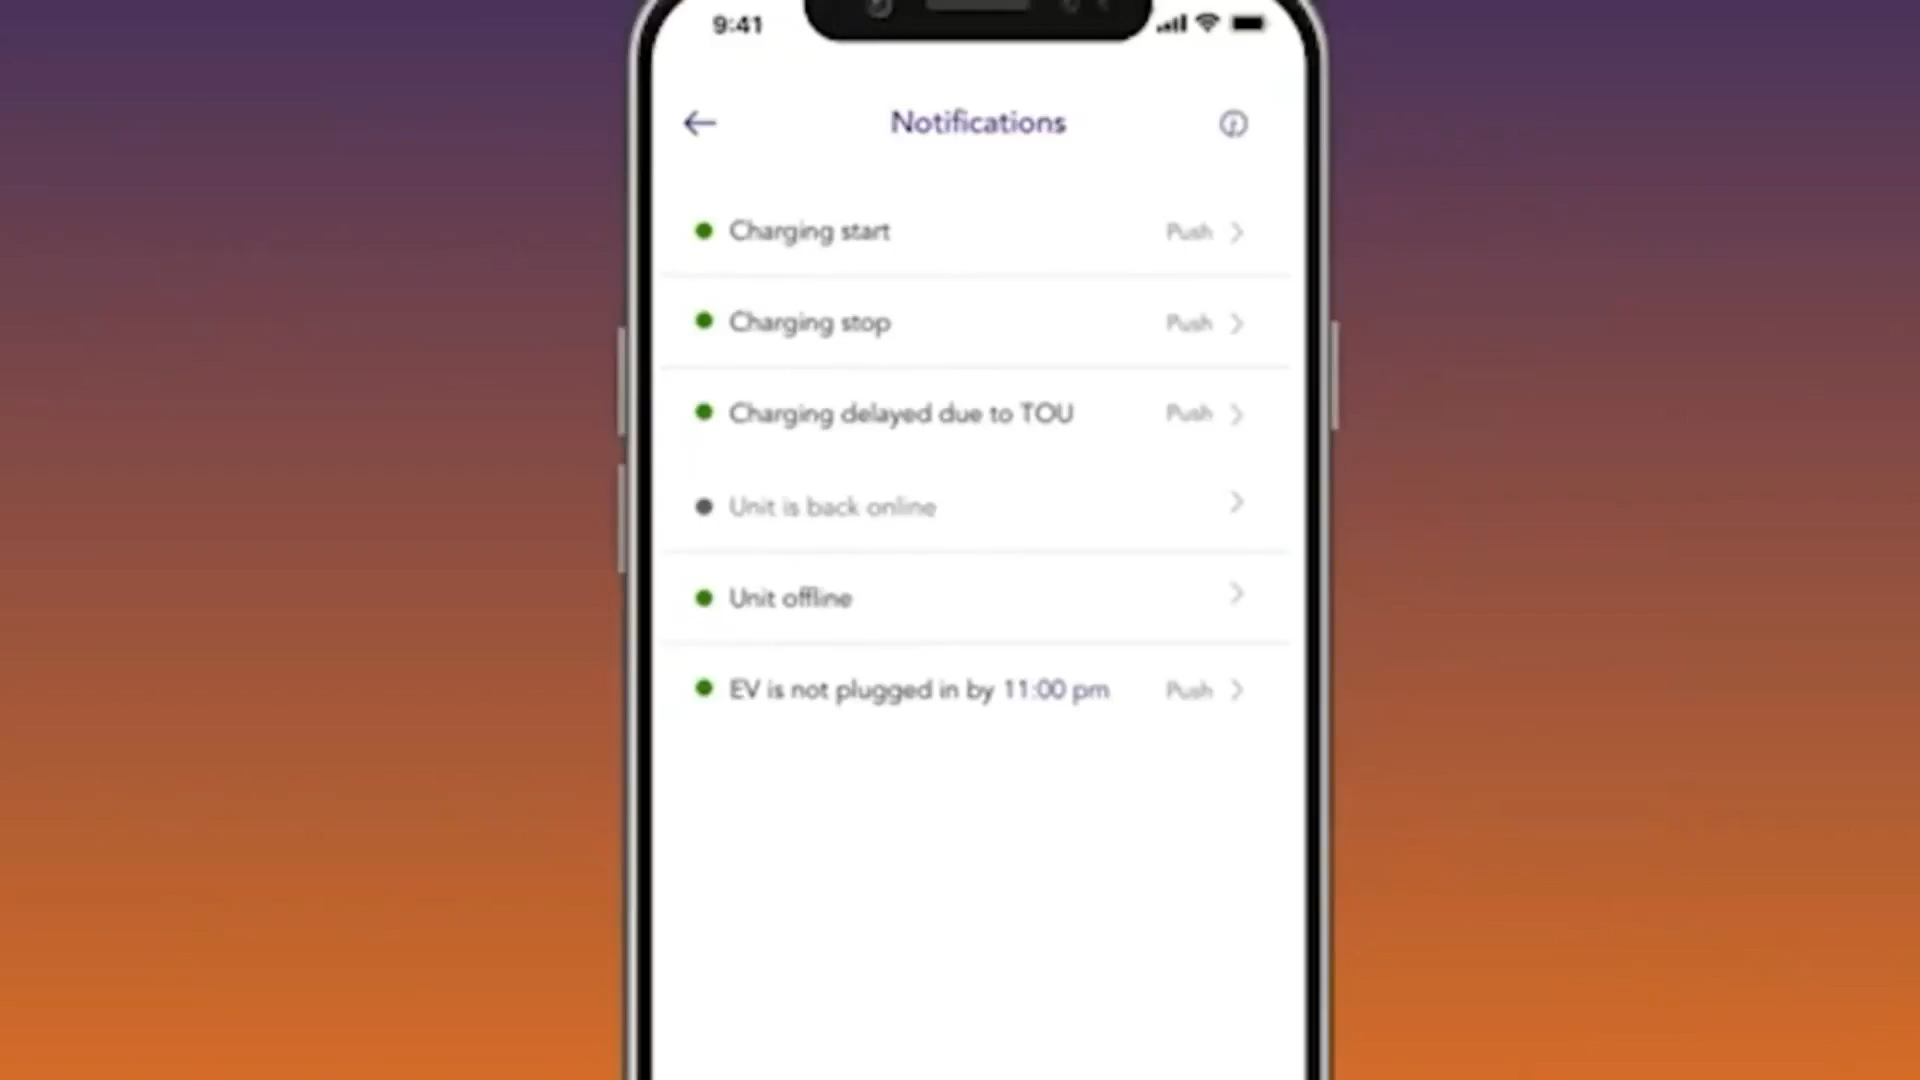 9:41
Notifications
Charging start Push
Charging stop Push
Charging delayed due to TOU Push
Unit is back online
Unit offline
EV is not plugged in by 11:00 pm Push